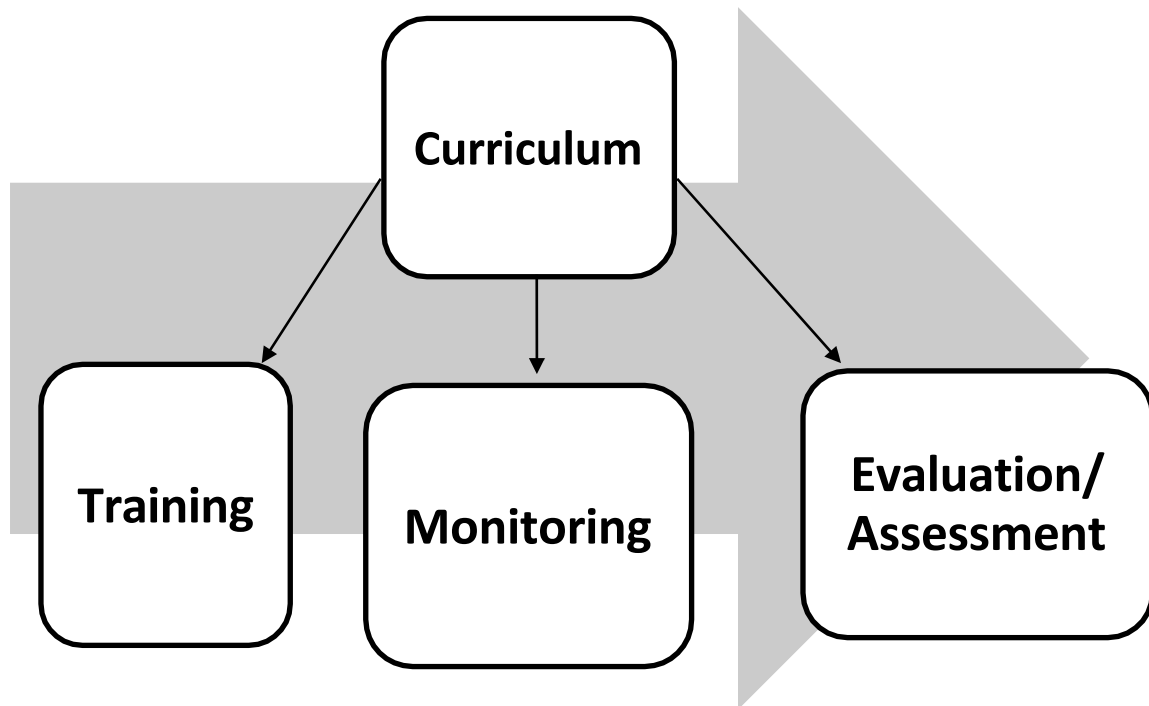 Curriculum
Training
Monitoring
Evaluation/
Assessment